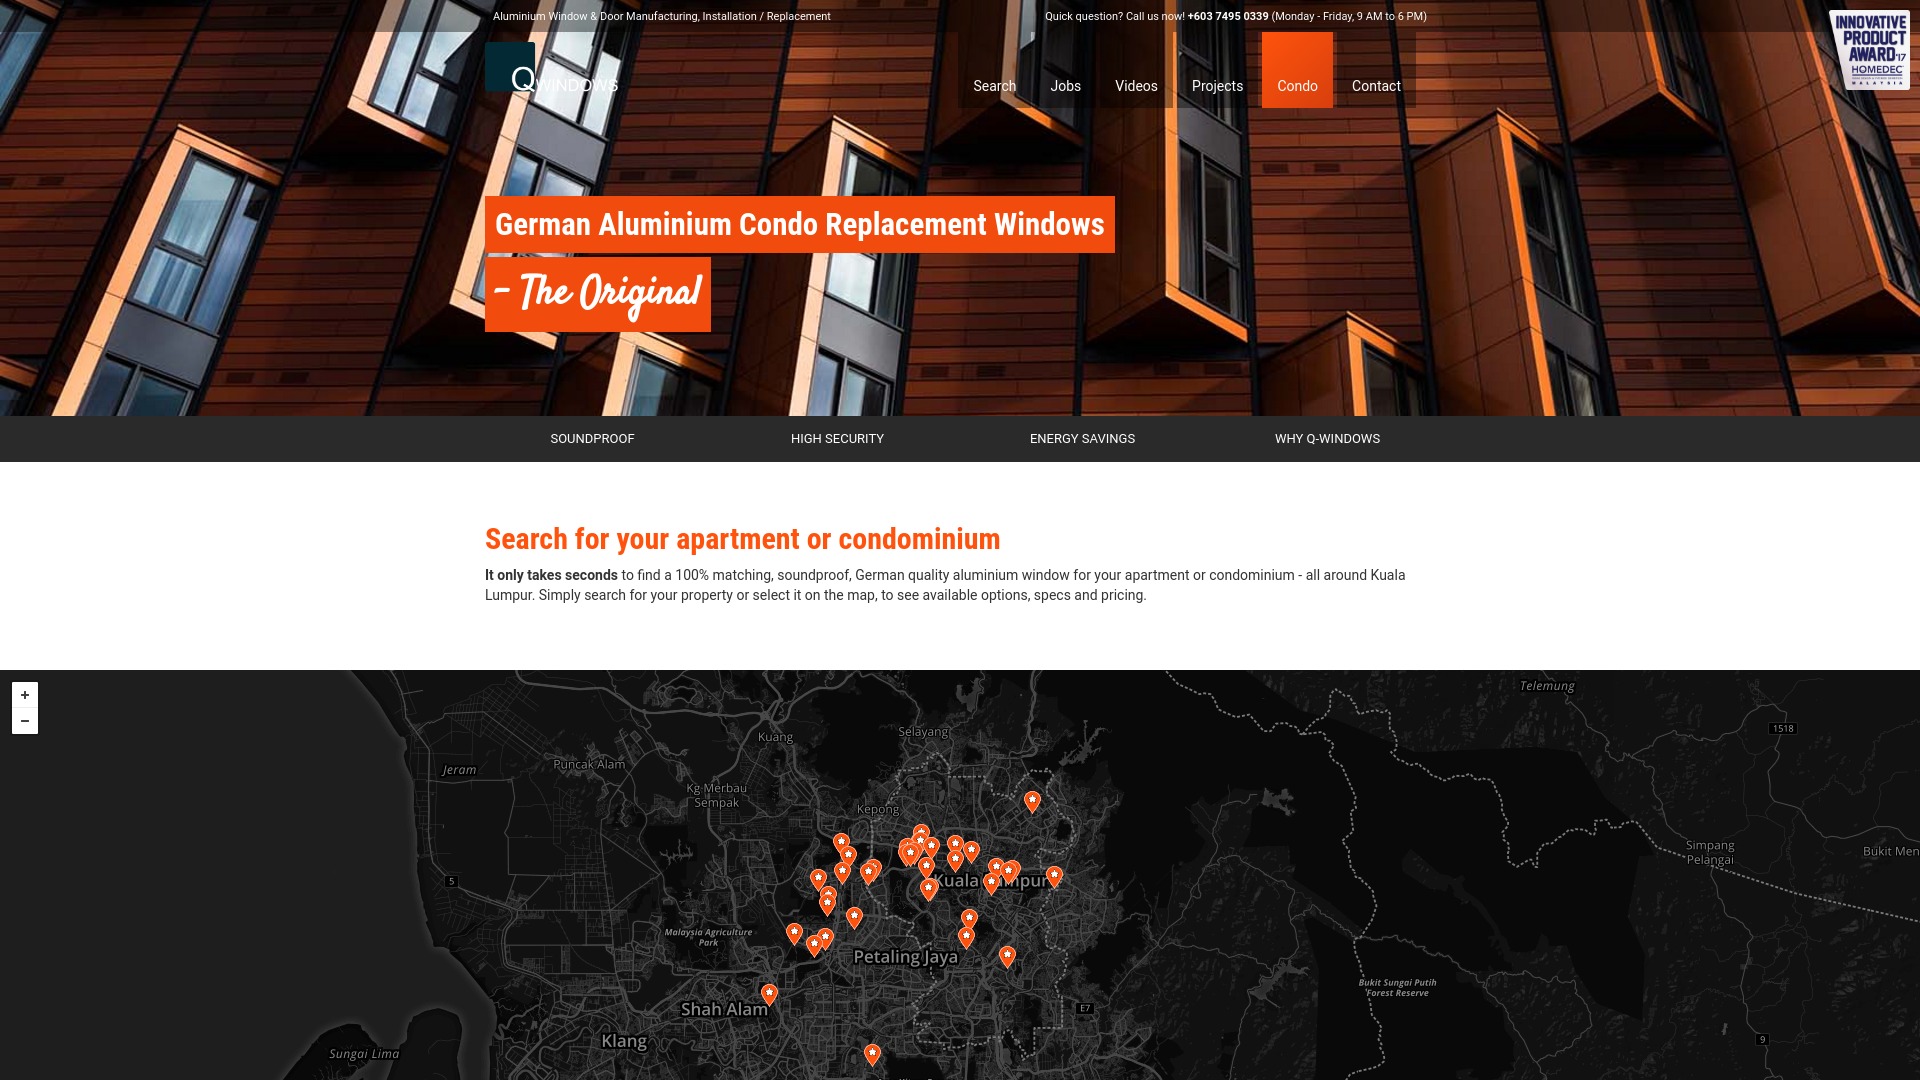 Aluminium Window & Door Manufacturing, Installation / Replacement
Quick question? Call us now! +603 7495 0339 (Monday - Friday, 9 AM to 6 PM)
INNOVATIVE
PRODUCT
AWARD'17
HOMEDEC
MALAYSIA
QWINDOWS
Search
Jobs
Videos
Projects
Condo
Contact
German Aluminium Condo Replacement Windows
- The Original
SOUNDPROOF
HIGH SECURITY
ENERGY SAVINGS
WHY Q-WINDOWS
Search for your apartment or condominium
It only takes seconds to find a 100% matching, soundproof, German quality aluminium window for your apartment or condominium - all around Kuala
Lumpur. Simply search for your property or select it on the map, to see available options, specs and pricing.
+
−
Telemung
1518
Selayang
Kuang
Puncak Alam
Jeram
Kg Merbau
Sempak
Kepong
Simpang
Pelangai
Bukit Men
5
Kuala Lumpur
Malaysia Agriculture
Park
Petaling Jaya
Bukit Sungai Putih
Forest Reserve
Shah Alam
E7
Klang
9
Sungai Lima